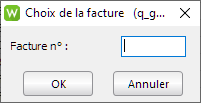 Choix de la facture (q_g...
Facture n° :
OK Annuler